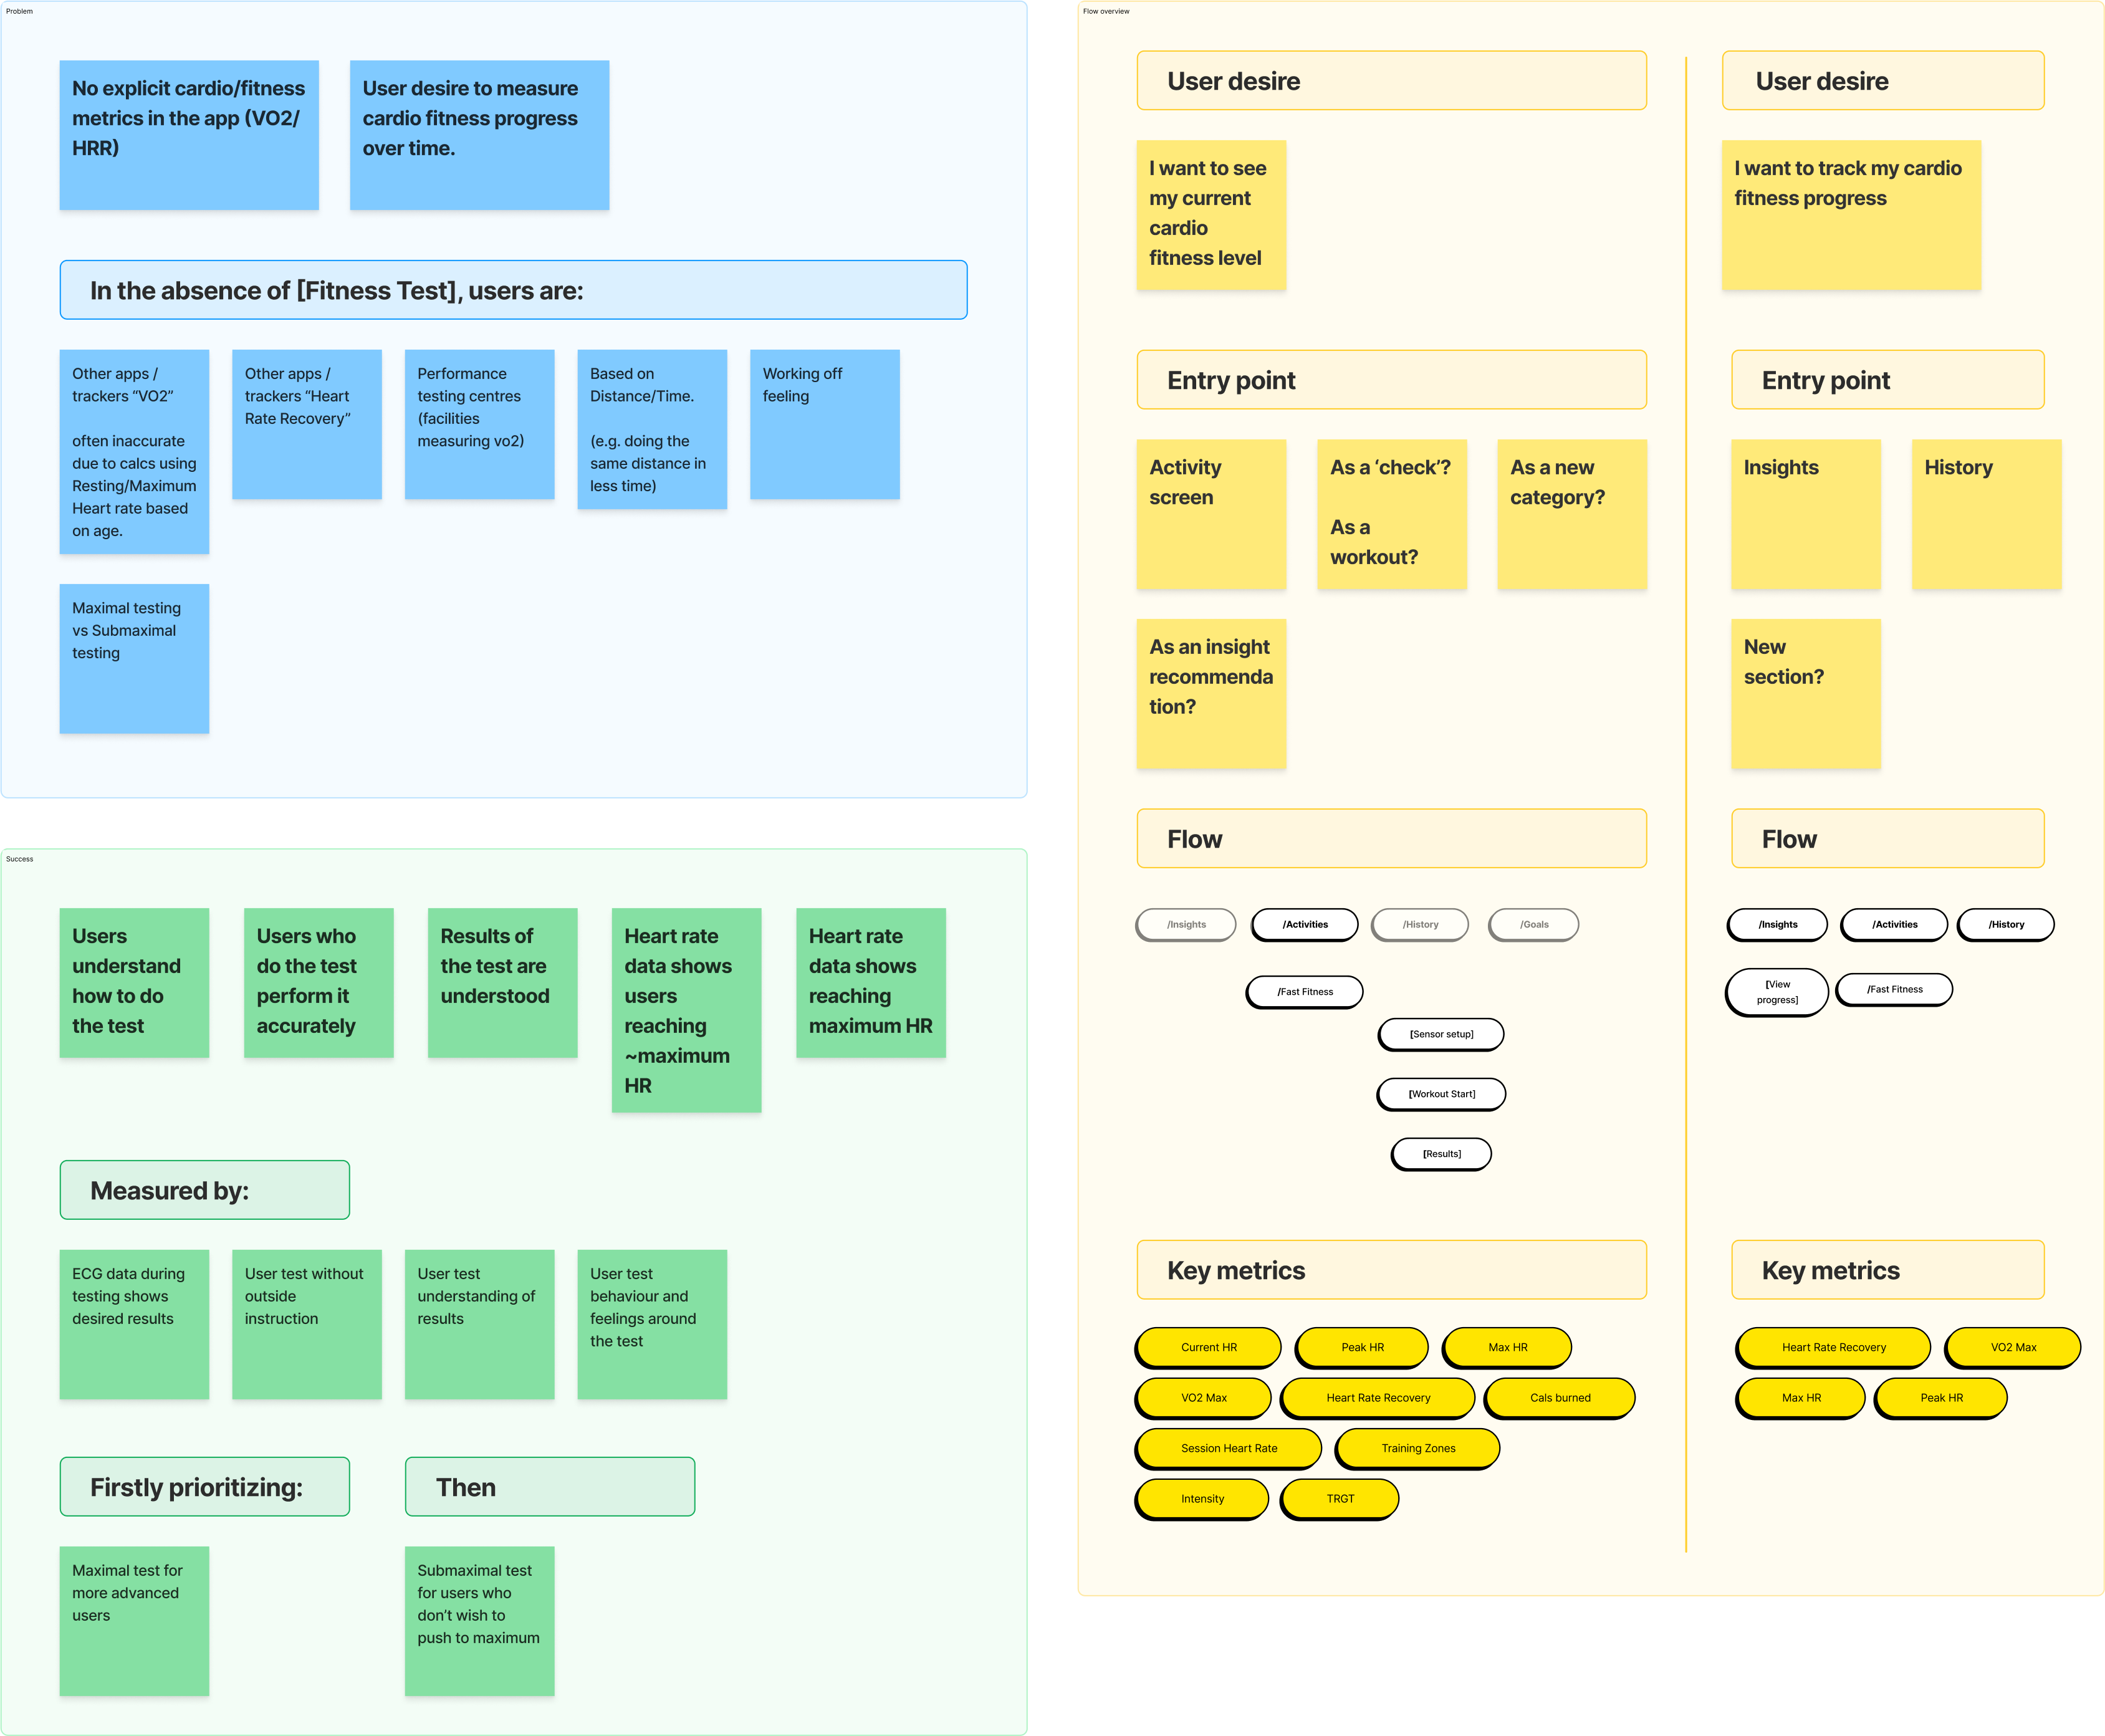 Problem
No explicit cardio/fitness
metrics in the app (VO2/
HRR)
User desire to measure
cardio fitness progress
over time.
In the absence of [Fitness Test], users are:
Other apps /
trackers “VO2”
often inaccurate
due to calcs using
Resting/Maximum
Heart rate based
on age.
Other apps /
trackers “Heart
Rate Recovery”
Performance
testing centres
(facilities
measuring vo2)
Based on
Distance/Time.
(e.g. doing the
same distance in
less time)
Working off
feeling
Maximal testing
vs Submaximal
testing
Success
Users
understand
how to do
the test
Users who
do the test
perform it
accurately
Results of
the test are
understood
Heart rate
data shows
users
reaching
~maximum
HR
Heart rate
data shows
reaching
maximum HR
Measured by:
ECG data during
testing shows
desired results
User test without
outside
instruction
User test
understanding of
results
User test
behaviour and
feelings around
the test
Firstly prioritizing:
Then
Maximal test for
more advanced
users
Submaximal test
for users who
don’t wish to
push to maximum
Flow overview
User desire
I want to see
my current
cardio
fitness level
Entry point
Activity
screen
As a ‘check’?
As a
workout?
As a new
category?
As an insight
recommenda
tion?
Flow
/Insights
/Activities
/History
/Goals
/Fast Fitness
[Sensor setup]
[Workout Start]
[Results]
Key metrics
Current HR
Peak HR
Max HR
VO2 Max
Heart Rate Recovery
Cals burned
Session Heart Rate
Training Zones
Intensity
TRGT
User desire
I want to track my cardio
fitness progress
Entry point
Insights
History
New
section?
Flow
/Insights
/Activities
/History
[View
progress]
/Fast Fitness
Key metrics
Heart Rate Recovery
VO2 Max
Max HR
Peak HR